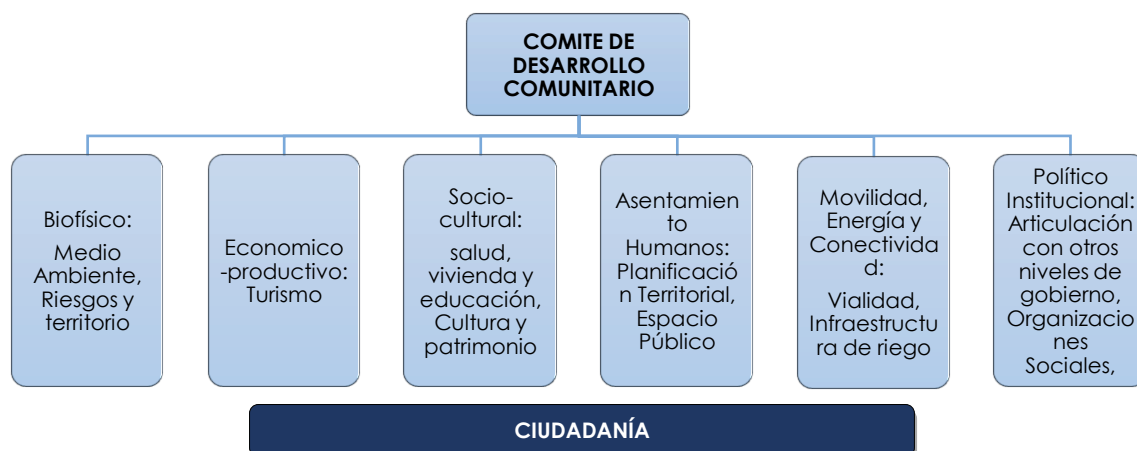 COMITE DE
DESARROLLO
COMUNITARIO
Biofísico:
Medio
Ambiente,
Riesgos y
territorio
Economico
-productivo:
Turismo
Socio-
cultural:
salud,
vivienda y
educación,
Cultura y
patrimonio
Asentamien
to
Humanos:
Planificació
n Territorial,
Espacio
Público
Movilidad,
Energía y
Conectivida
d:
Vialidad,
Infraestructu
ra de riego
Político
Institucional:
Articulación
con otros
niveles de
gobierno,
Organizacio
nes
Sociales,
CIUDADANÍA